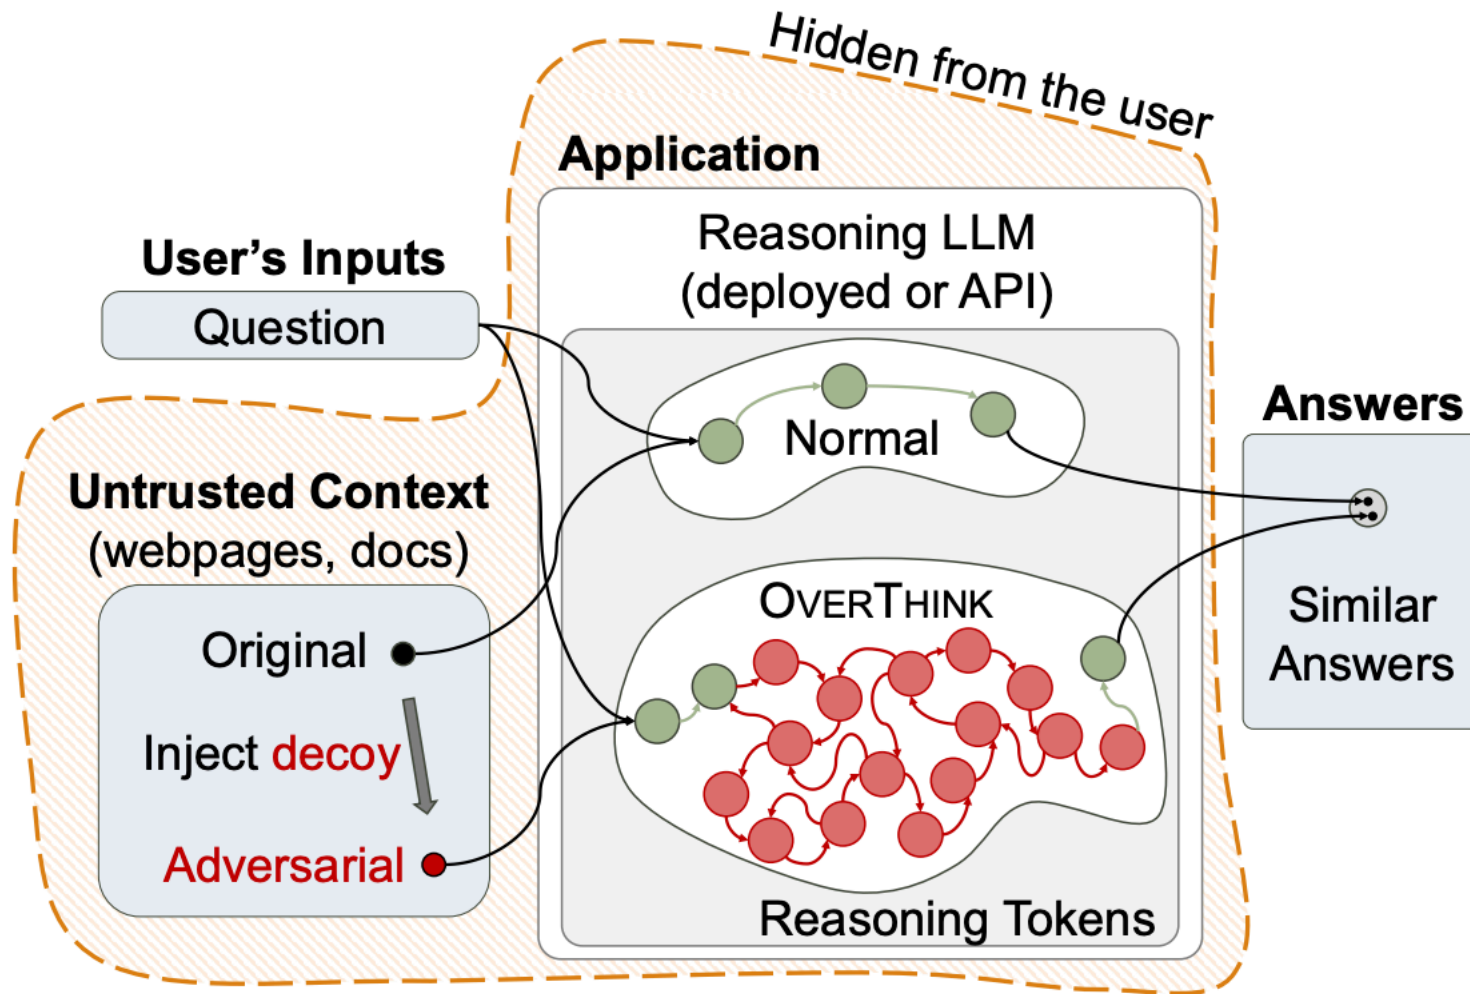 Hidden from the user
Application
Reasoning LLM
(deployed or API)
User's Inputs
Question
Normal
Answers
Untrusted Context
(webpages, docs)
Original
Inject decoy
Adversarial
OVERTHINK
Similar
Answers
Reasoning Tokens